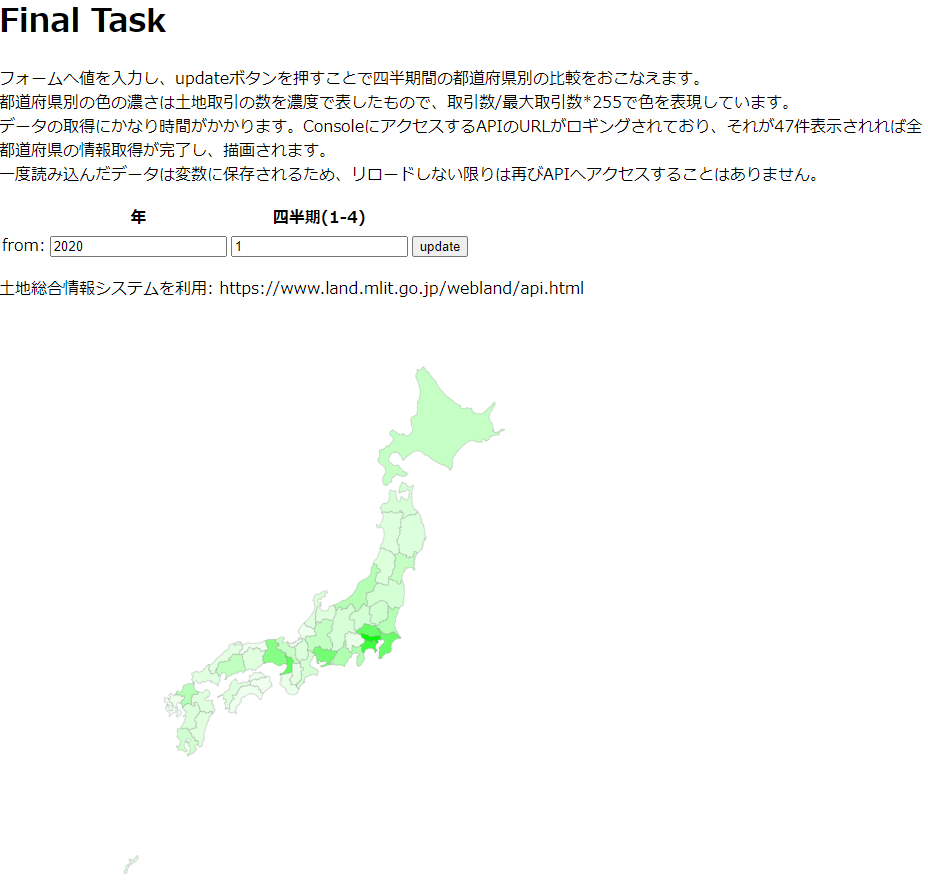 Final Task
フォームへ値を入力し、updateボタンを押すことで四半期間の都道府県別の比較をおこなえます。
都道府県別の色の濃さは土地取引の数を濃度で表したもので、取引数/最大取引数*255で色を表現しています。
データの取得にかなり時間がかかります。ConsoleにアクセスするAPIのURLがロギングされており、それが47件表示されれば全
都道府県の情報取得が完了し、描画されます。
一度読み込んだデータは変数に保存されるため、リロードしない限りは再びAPIへアクセスすることはありません。
年 四半期(1-4)
from: 2020 1 update
土地総合情報システムを利用: https://www.land.mlit.go.jp/webland/api.html